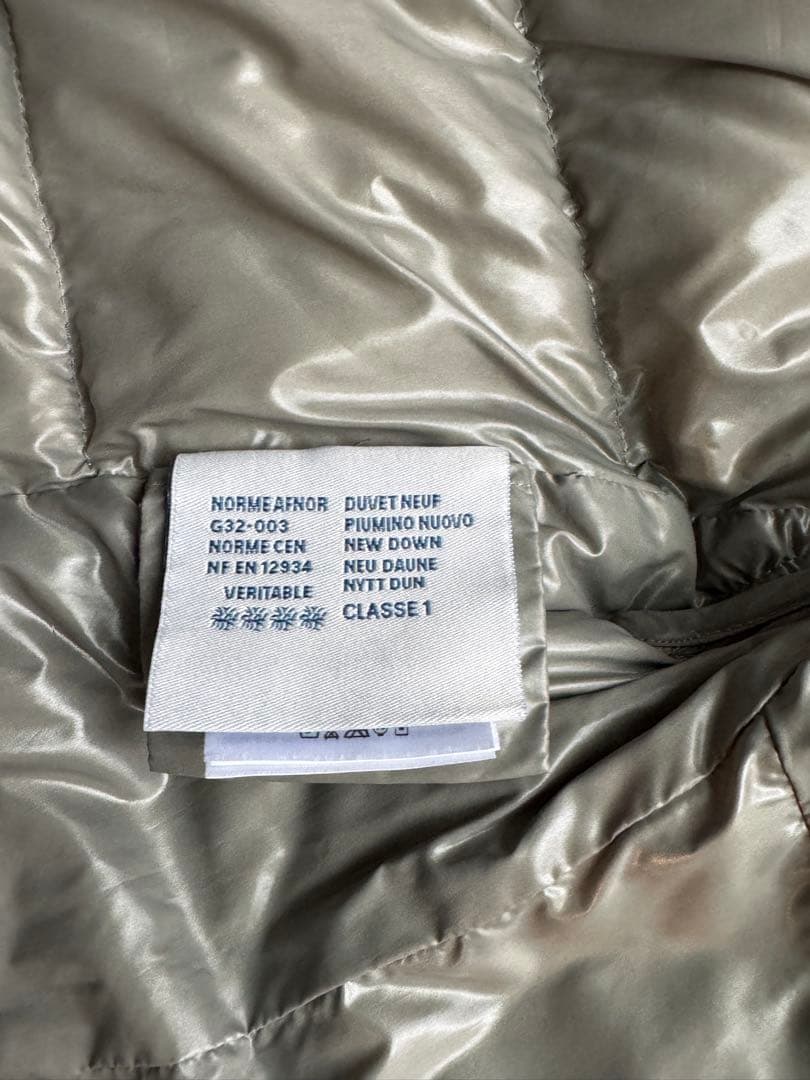 NORME AFNOR
G32-003
NORME CEN
NF EN 12934
VERITABLE
DUVET NEUF
PIUMINO NUOVO
NEW DOWN
NEU DAUNE
NYTT DUN
CLASSE 1